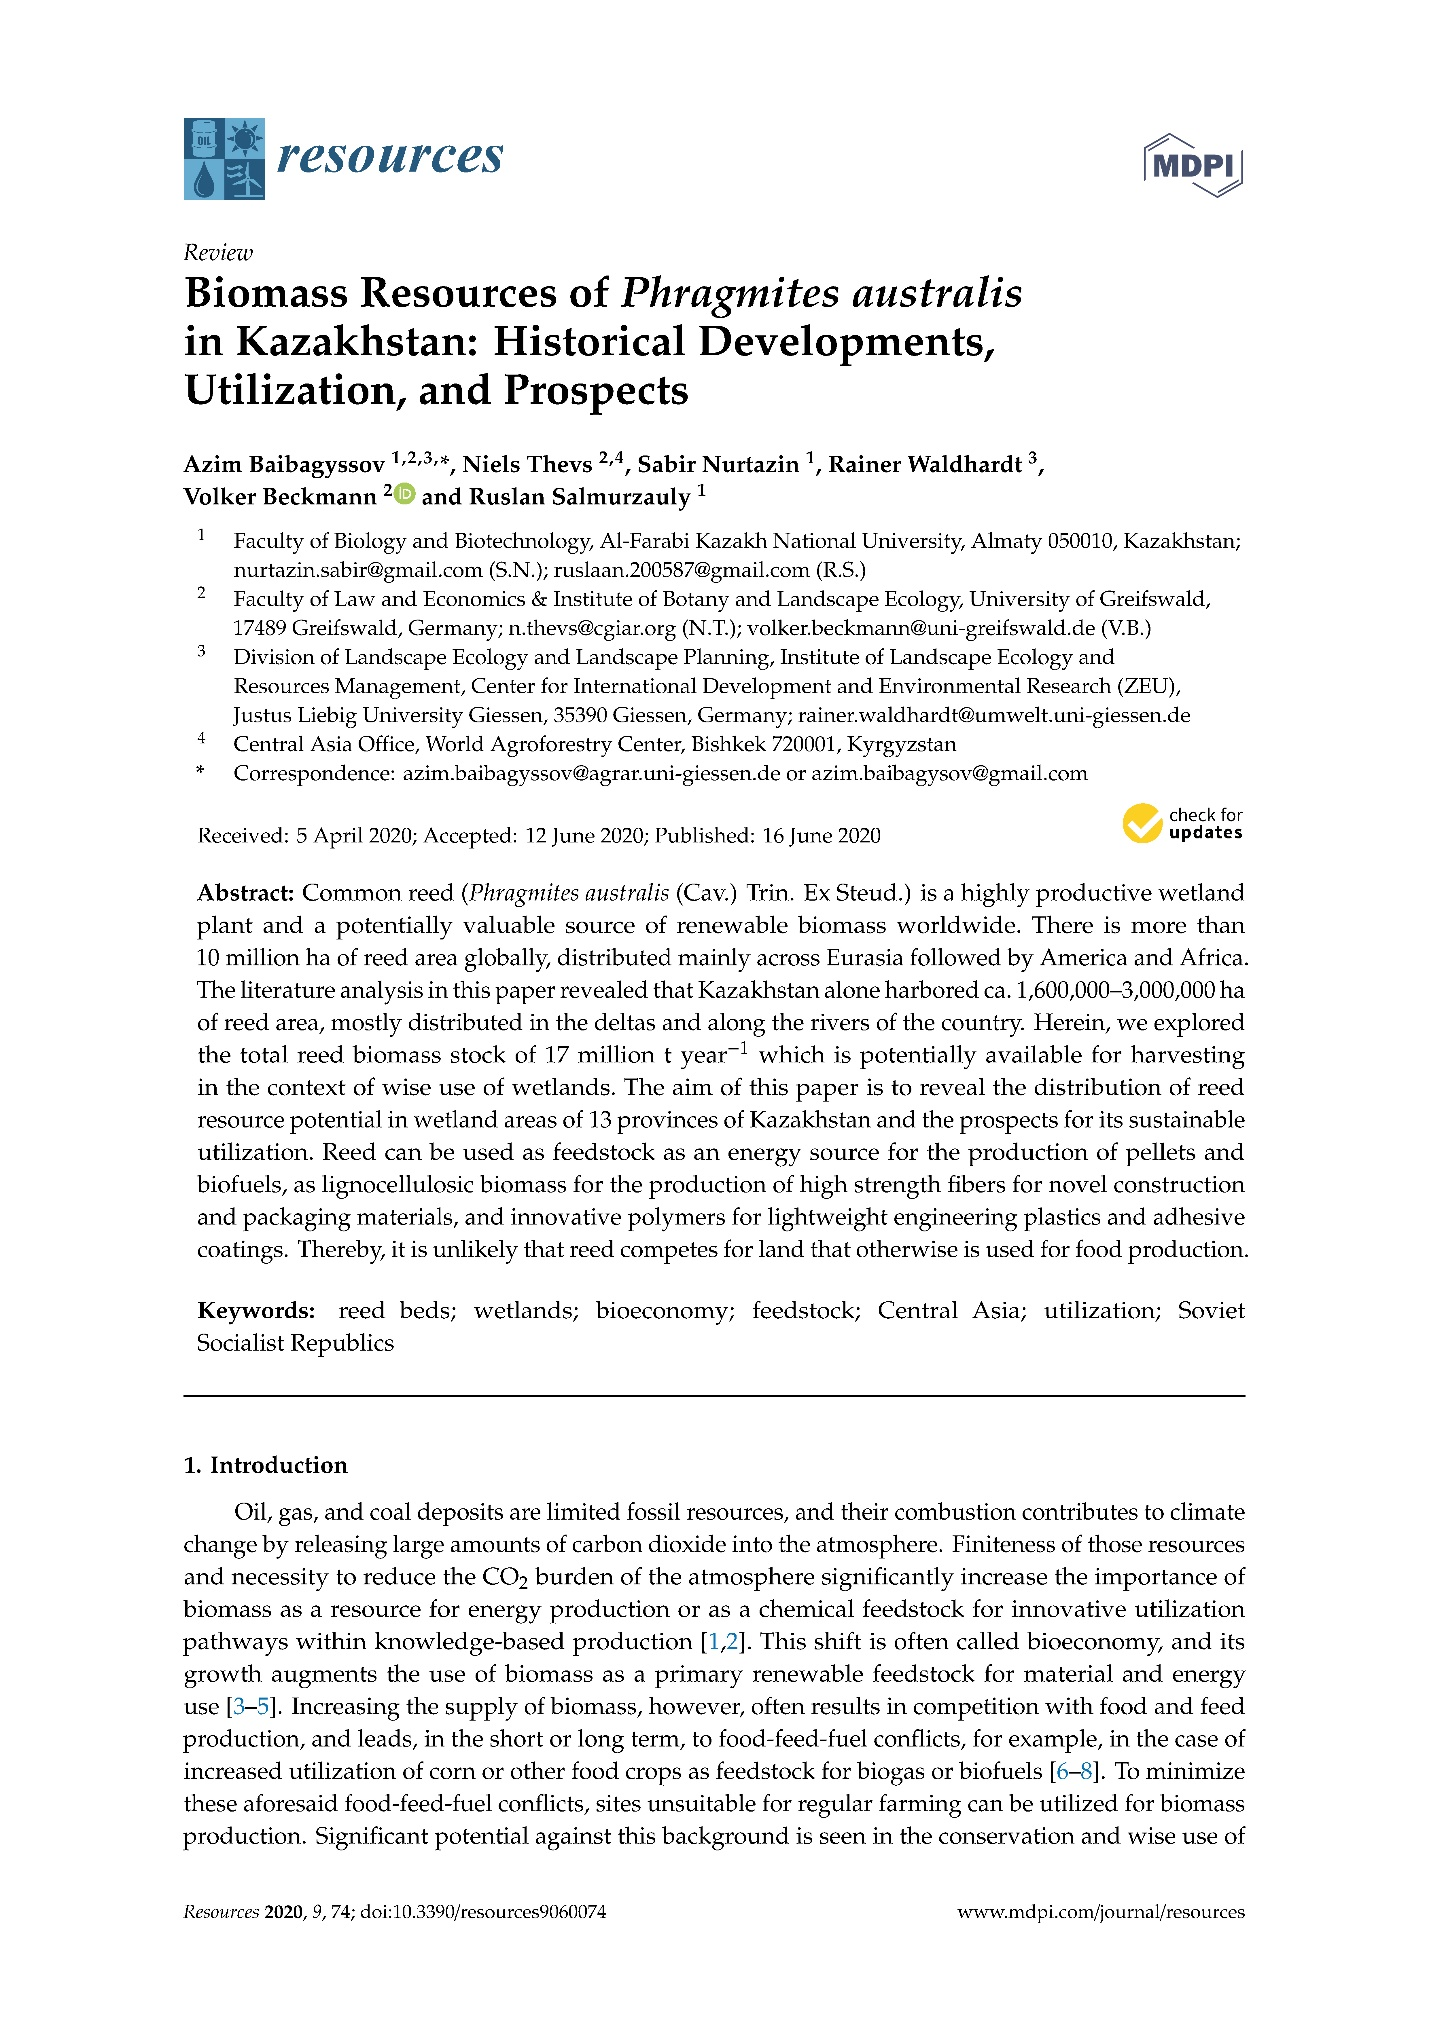 OIL
resources
MDPI
Review
Biomass Resources of Phragmites australis
in Kazakhstan: Historical Developments,
Utilization, and Prospects
Azim Baibagyssov 1,2,3,*, Niels Thevs 2,4, Sabir Nurtazin 1, Rainer Waldhardt 3,
Volker Beckmann 2 iD and Ruslan Salmurzauly 1
1 Faculty of Biology and Biotechnology, Al-Farabi Kazakh National University, Almaty 050010, Kazakhstan;
nurtazin.sabir@gmail.com (S.N.); ruslaan.200587@gmail.com (R.S.)
2 Faculty of Law and Economics & Institute of Botany and Landscape Ecology, University of Greifswald,
17489 Greifswald, Germany; n.thevs@cgiar.org (N.T.); volker.beckmann@uni-greifswald.de (V.B.)
3 Division of Landscape Ecology and Landscape Planning, Institute of Landscape Ecology and
Resources Management, Center for International Development and Environmental Research (ZEU),
Justus Liebig University Giessen, 35390 Giessen, Germany; rainer.waldhardt@umwelt.uni-giessen.de
4 Central Asia Office, World Agroforestry Center, Bishkek 720001, Kyrgyzstan
* Correspondence: azim.baibagyssov@agrar.uni-giessen.de or azim.baibagysov@gmail.com
Received: 5 April 2020; Accepted: 12 June 2020; Published: 16 June 2020
check for
updates
Abstract: Common reed (Phragmites australis (Cav.) Trin. Ex Steud.) is a highly productive wetland
plant and a potentially valuable source of renewable biomass worldwide. There is more than
10 million ha of reed area globally, distributed mainly across Eurasia followed by America and Africa.
The literature analysis in this paper revealed that Kazakhstan alone harbored ca. 1,600,000–3,000,000 ha
of reed area, mostly distributed in the deltas and along the rivers of the country. Herein, we explored
the total reed biomass stock of 17 million t year−1 which is potentially available for harvesting
in the context of wise use of wetlands. The aim of this paper is to reveal the distribution of reed
resource potential in wetland areas of 13 provinces of Kazakhstan and the prospects for its sustainable
utilization. Reed can be used as feedstock as an energy source for the production of pellets and
biofuels, as lignocellulosic biomass for the production of high strength fibers for novel construction
and packaging materials, and innovative polymers for lightweight engineering plastics and adhesive
coatings. Thereby, it is unlikely that reed competes for land that otherwise is used for food production.
Keywords: reed beds; wetlands; bioeconomy; feedstock; Central Asia; utilization; Soviet
Socialist Republics
1. Introduction
Oil, gas, and coal deposits are limited fossil resources, and their combustion contributes to climate
change by releasing large amounts of carbon dioxide into the atmosphere. Finiteness of those resources
and necessity to reduce the CO2 burden of the atmosphere significantly increase the importance of
biomass as a resource for energy production or as a chemical feedstock for innovative utilization
pathways within knowledge-based production [1,2]. This shift is often called bioeconomy, and its
growth augments the use of biomass as a primary renewable feedstock for material and energy
use [3–5]. Increasing the supply of biomass, however, often results in competition with food and feed
production, and leads, in the short or long term, to food-feed-fuel conflicts, for example, in the case of
increased utilization of corn or other food crops as feedstock for biogas or biofuels [6–8]. To minimize
these aforesaid food-feed-fuel conflicts, sites unsuitable for regular farming can be utilized for biomass
production. Significant potential against this background is seen in the conservation and wise use of
Resources 2020, 9, 74; doi:10.3390/resources9060074
www.mdpi.com/journal/resources